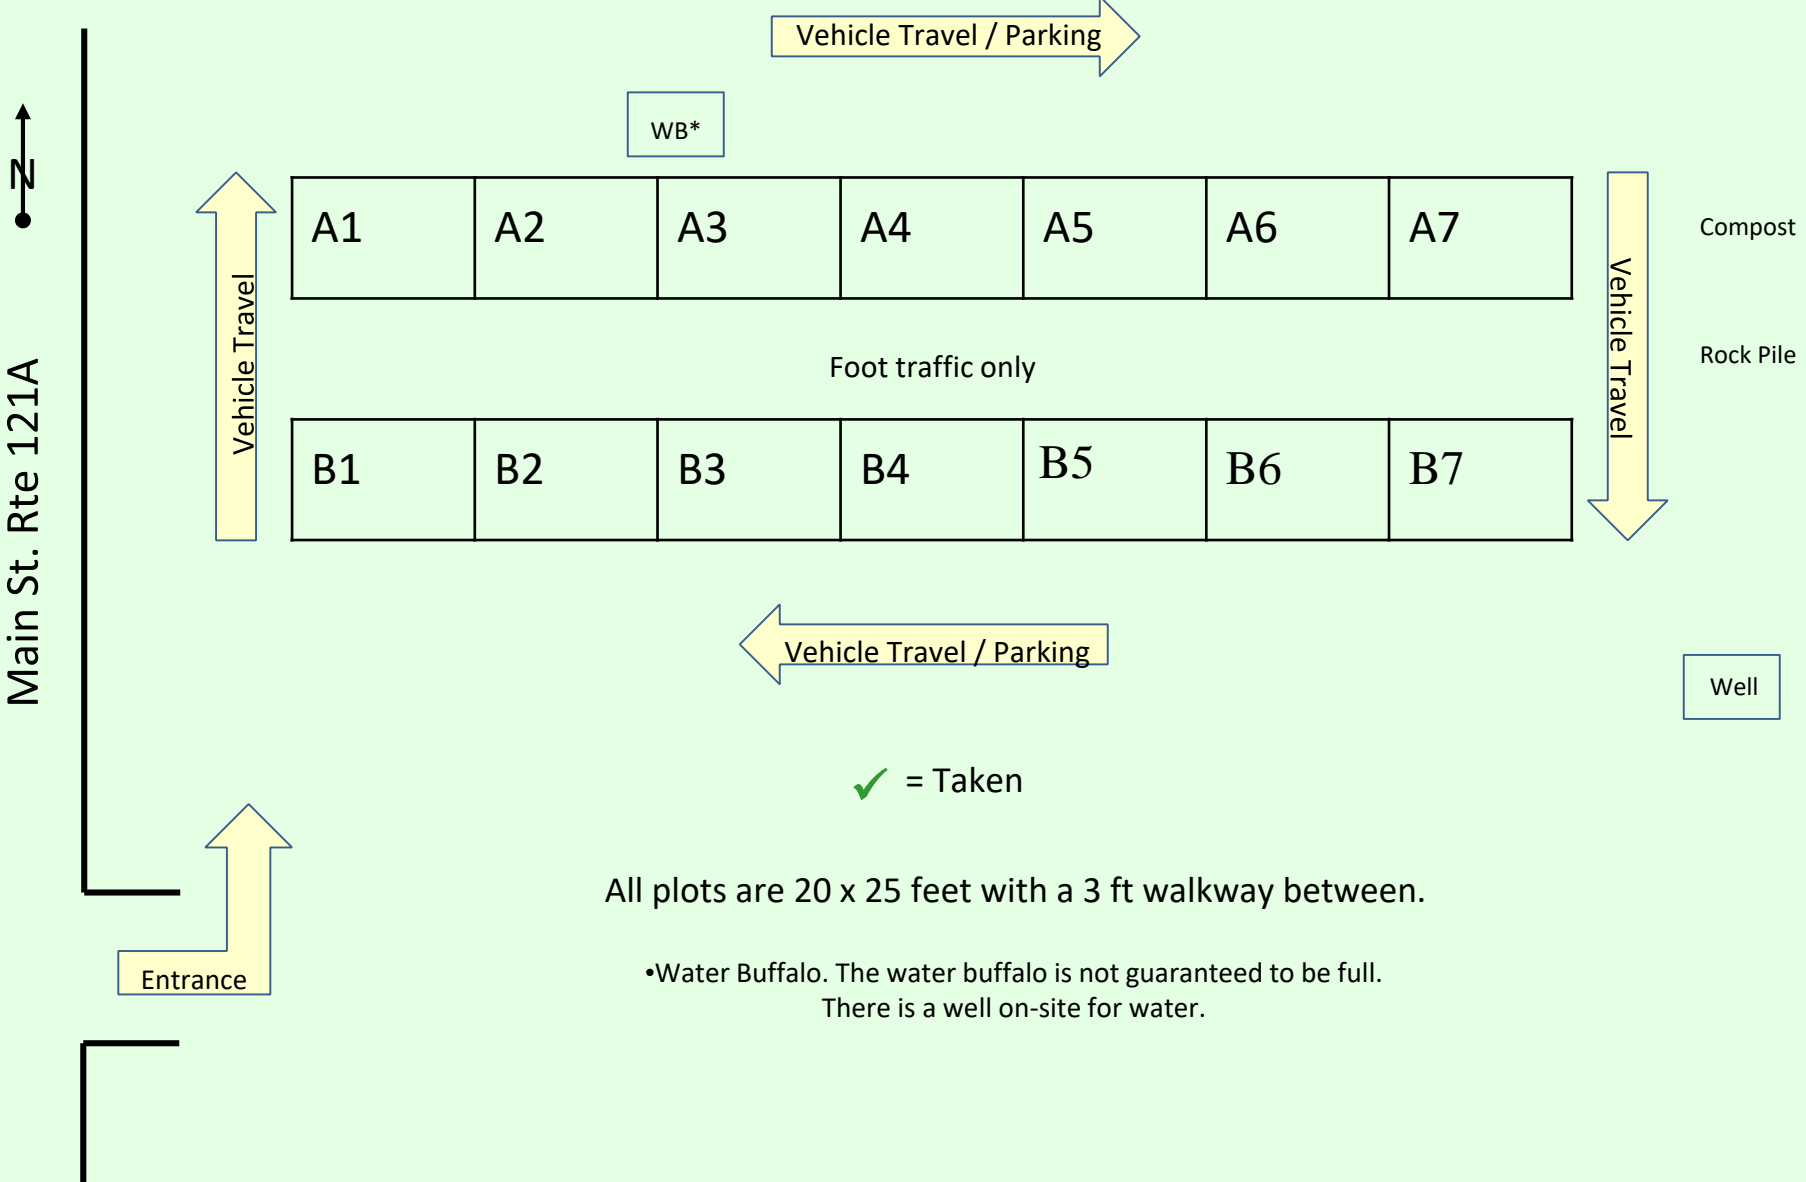 Vehicle Travel / Parking
WB*
N
A1 A2 A3 A4 A5 A6 A7
Compost
Vehicle Travel
Vehicle Travel
Rock Pile
Foot traffic only
Main St. Rte 121A
B1 B2 B3 B4 B5 B6 B7
Vehicle Travel / Parking
Well
✓ = Taken
All plots are 20 x 25 feet with a 3 ft walkway between.
Entrance
•Water Buffalo. The water buffalo is not guaranteed to be full.
There is a well on-site for water.